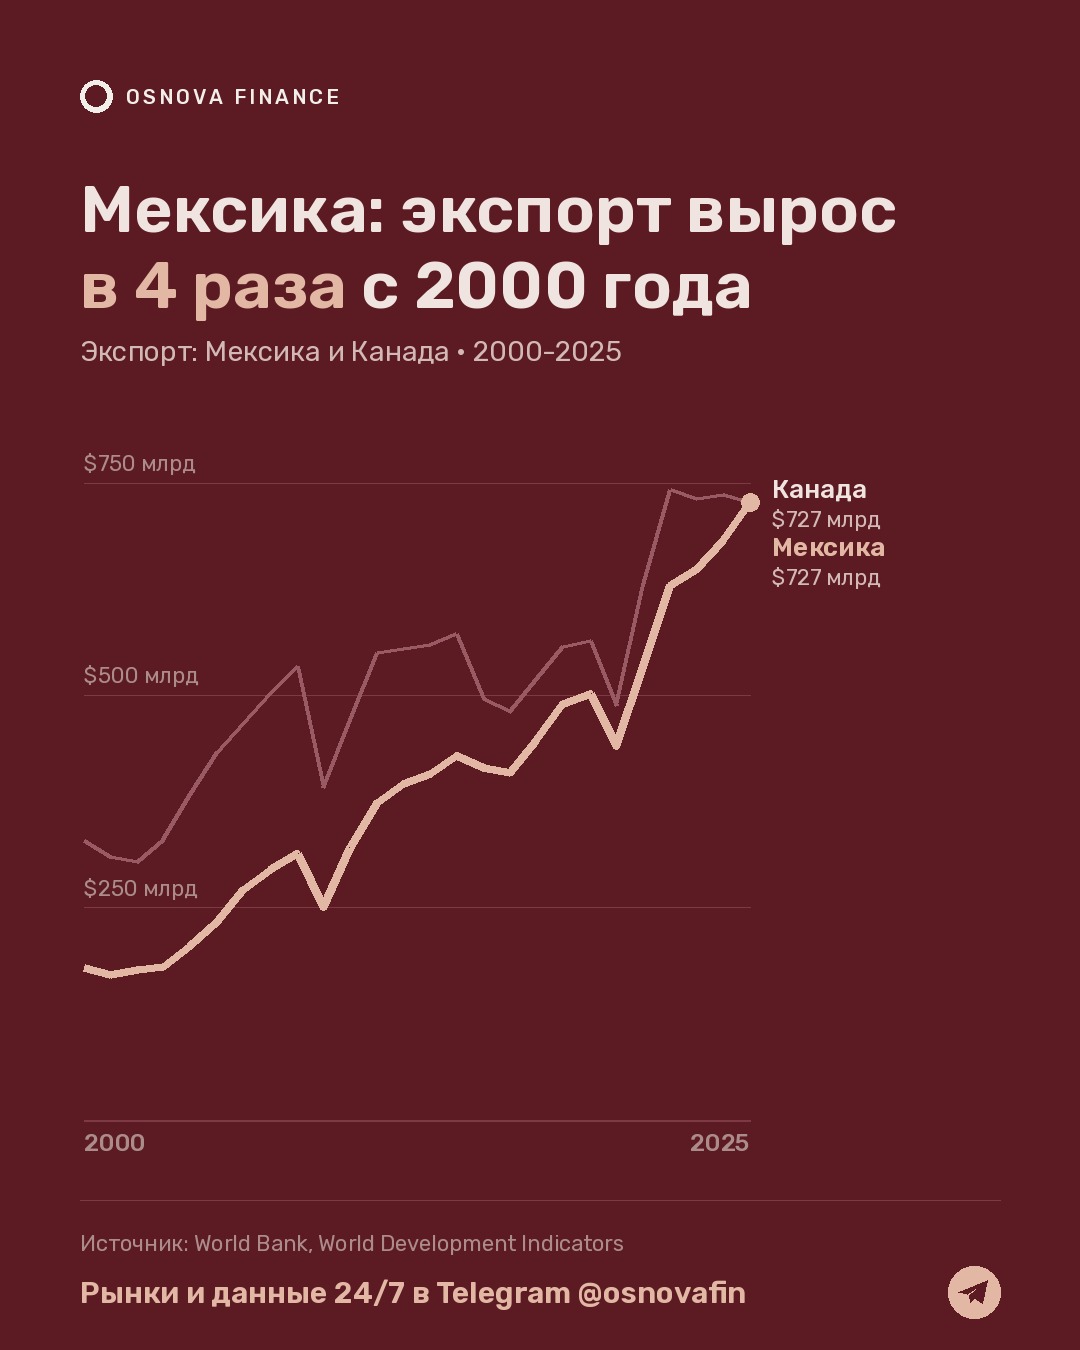 OSNOVA FINANCE
Мексика: экспорт вырос
в 4 раза с 2000 года
Экспорт: Мексика и Канада • 2000–2025
$750 млрд
Канада
$727 млрд
Мексика
$727 млрд
$500 млрд
$250 млрд
2000
2025
Источник: World Bank, World Development Indicators
Рынки и данные 24/7 в Telegram @osnovafin